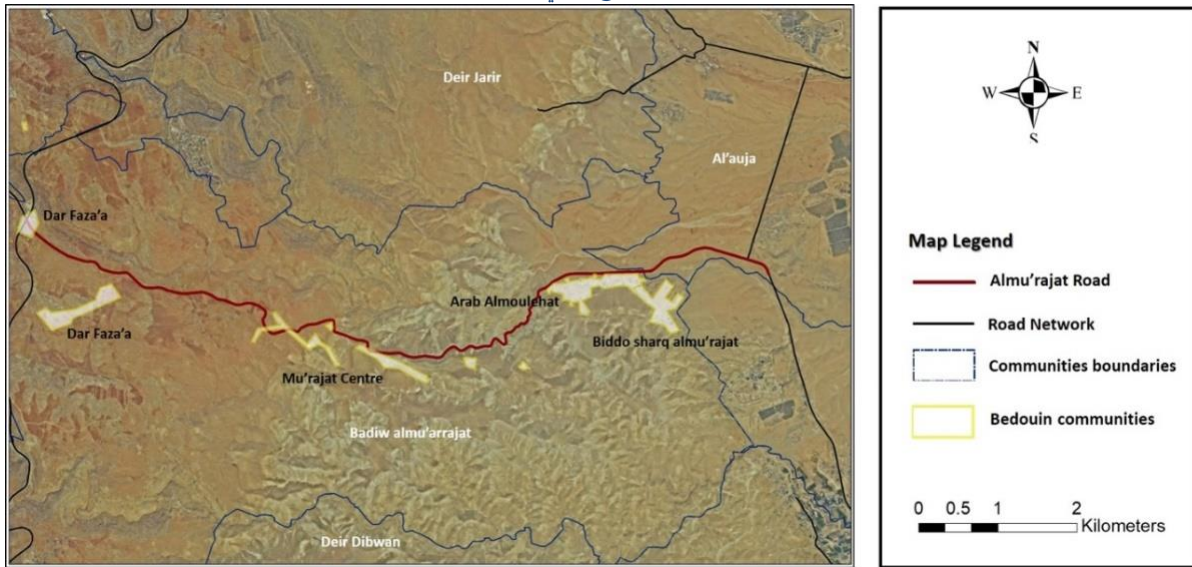 Deir Jarir
Al'auja
Dar Faza'a
Dar Faza'a
Arab Almoulehat
Biddo sharq almu'rajat
Mu'rajat Centre
Badiw almu'arrajat
Deir Dibwan
N
W E
S
Map Legend
Almu'rajat Road
Road Network
Communities boundaries
Bedouin communities
0 0.5 1 2
Kilometers